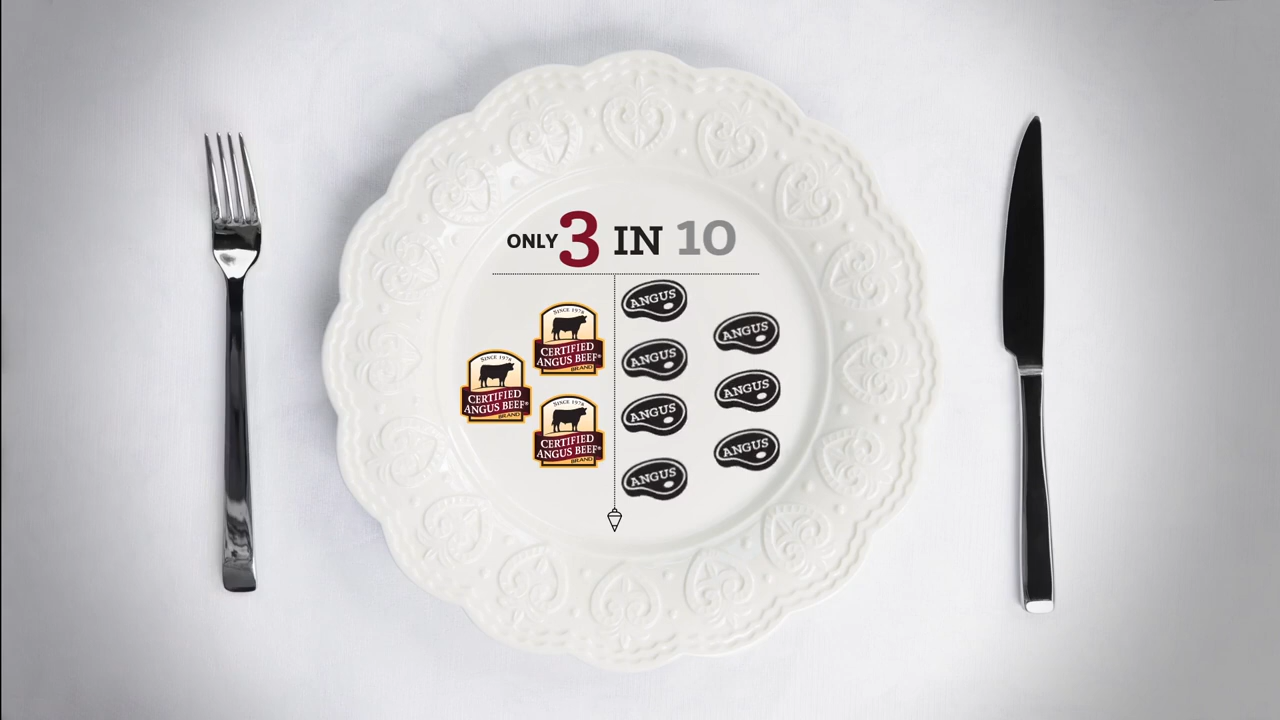 ONLY 3 IN 10
SINCE 1978
CERTIFIED
ANGUS BEEF®
BRAND
SINCE 1978
CERTIFIED
ANGUS BEEF®
BRAND
SINCE 1978
CERTIFIED
ANGUS BEEF®
BRAND
ANGUS
ANGUS
ANGUS
ANGUS
ANGUS
ANGUS
ANGUS